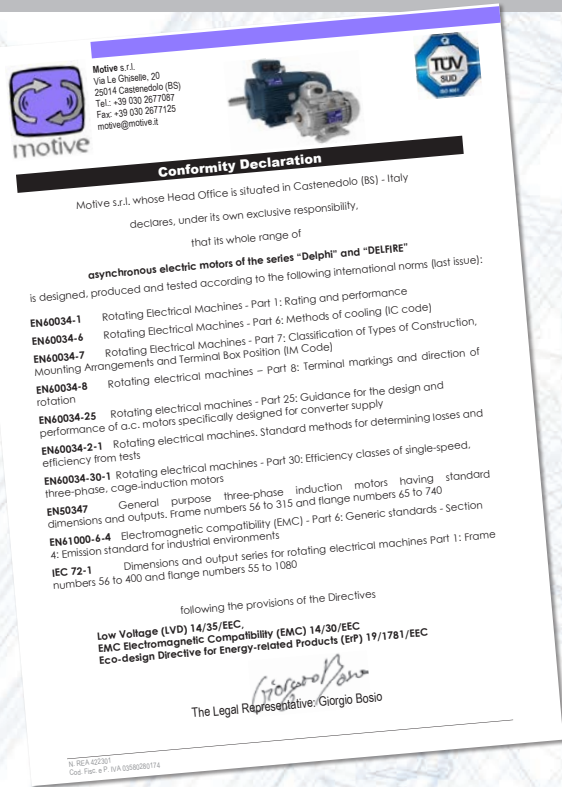 motive
Motive s.r.l.
Via Le Ghiselle, 20
25014 Castenedolo (BS)
Tel.: +39 030 2677087
Fax: +39 030 2677125
motive@motive.it
TÜV
SUD
ISO 9001
Conformity Declaration
Motive s.r.l. whose Head Office is situated in Castenedolo (BS) - Italy
declares, under its own exclusive responsibility,
that its whole range of
asynchronous electric motors of the series “Delphi” and “DELFIRE”
is designed, produced and tested according to the following international norms (last issue):
EN60034-1 Rotating Electrical Machines - Part 1: Rating and performance
EN60034-6 Rotating Electrical Machines - Part 6: Methods of cooling (IC code)
EN60034-7 Rotating Electrical Machines - Part 7: Classification of Types of Construction,
Mounting Arrangements and Terminal Box Position (IM Code)
EN60034-8 Rotating electrical machines – Part 8: Terminal markings and direction of
rotation
EN60034-25 Rotating electrical machines - Part 25: Guidance for the design and
performance of a.c. motors specifically designed for converter supply
EN60034-2-1 Rotating electrical machines. Standard methods for determining losses and
efficiency from tests
EN60034-30-1 Rotating electrical machines - Part 30: Efficiency classes of single-speed,
three-phase, cage-induction motors
EN50347 General purpose three-phase induction motors having standard
dimensions and outputs. Frame numbers 56 to 315 and flange numbers 65 to 740
EN61000-6-4 Electromagnetic compatibility (EMC) - Part 6: Generic standards - Section
4: Emission standard for industrial environments
IEC 72-1 Dimensions and output series for rotating electrical machines Part 1: Frame
numbers 56 to 400 and flange numbers 55 to 1080
following the provisions of the Directives
Low Voltage (LVD) 14/35/EEC,
EMC Electromagnetic Compatibility (EMC) 14/30/EEC
Eco-design Directive for Energy-related Products (ErP) 19/1781/EEC
The Legal Representative: Giorgio Bosio
N. REA 422301
Cod. Fisc. e P. IVA 03580280174